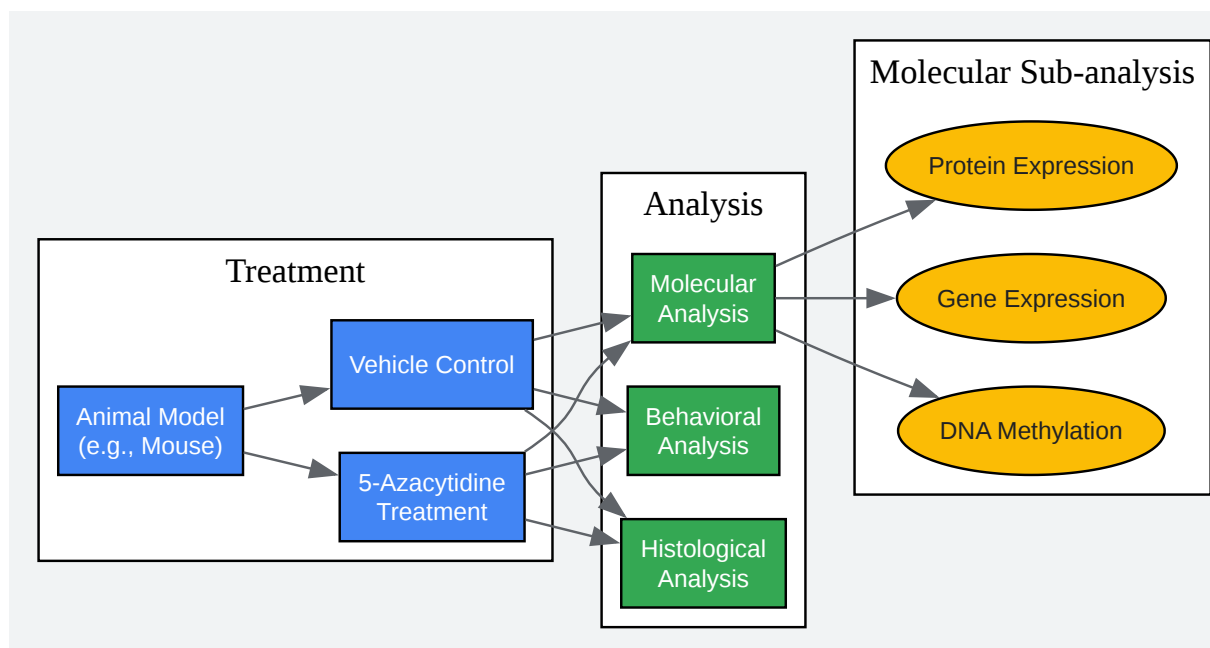 Treatment
Animal Model
(e.g., Mouse)
Vehicle Control
5-Azacytidine
Treatment
Analysis
Molecular
Analysis
Behavioral
Analysis
Histological
Analysis
Molecular Sub-analysis
Protein Expression
Gene Expression
DNA Methylation